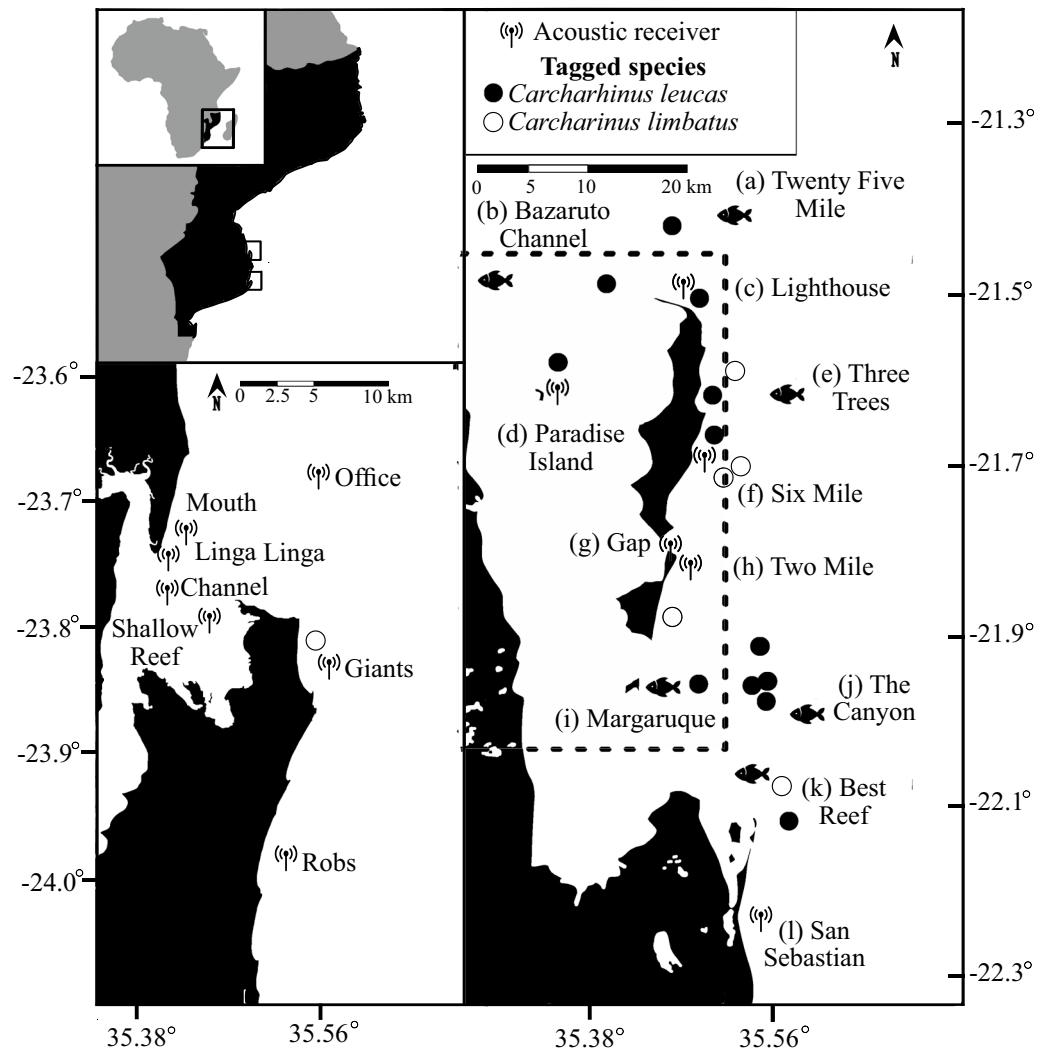 Acoustic receiver
Tagged species
Carcharhinus leucas
Carcharinus limbatus
N
0 5 10 20 km
-21.3°
-21.5°
-21.7°
-21.9°
-22.1°
-22.3°
(a) Twenty Five
Mile
(b) Bazaruto
Channel
(c) Lighthouse
(d) Paradise
Island
(e) Three
Trees
(f) Six Mile
(g) Gap
(h) Two Mile
(i) Margaruque
(j) The
Canyon
(k) Best
Reef
(l) San
Sebastian
35.38°
35.56°
N
0 2.5 5 10 km
-23.6°
-23.7°
-23.8°
-23.9°
-24.0°
Office
Mouth
Linga Linga
Channel
Shallow
Reef
Giants
Robs
35.38°
35.56°